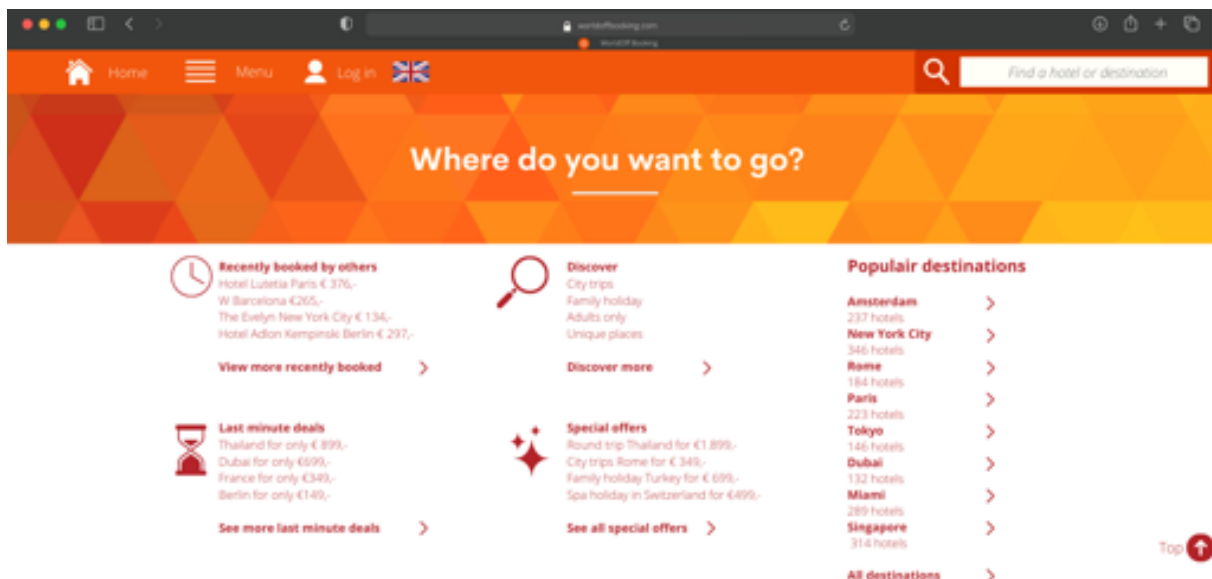 worldoffbooking.com
WorldOff Booking
Home
Menu
Log in
Find a hotel or destination
Where do you want to go?
Recently booked by others
Hotel Lutetia Paris € 376,-
W Barcelona €265,-
The Evelyn New York City € 134,-
Hotel Adlon Kempinski Berlin € 297,-
View more recently booked
Discover
City trips
Family holiday
Adults only
Unique places
Discover more
Last minute deals
Thailand for only € 899,-
Dubai for only €699,-
France for only €349,-
Berlin for only €149,-
See more last minute deals
Special offers
Round trip Thailand for €1.899,-
City trips Rome for € 349,-
Family holiday Turkey for € 699,-
Spa holiday in Switzerland for €499,-
See all special offers
Populair destinations
Amsterdam
237 hotels
New York City
346 hotels
Rome
184 hotels
Paris
223 hotels
Tokyo
146 hotels
Dubai
132 hotels
Miami
289 hotels
Singapore
314 hotels
All destinations
Top